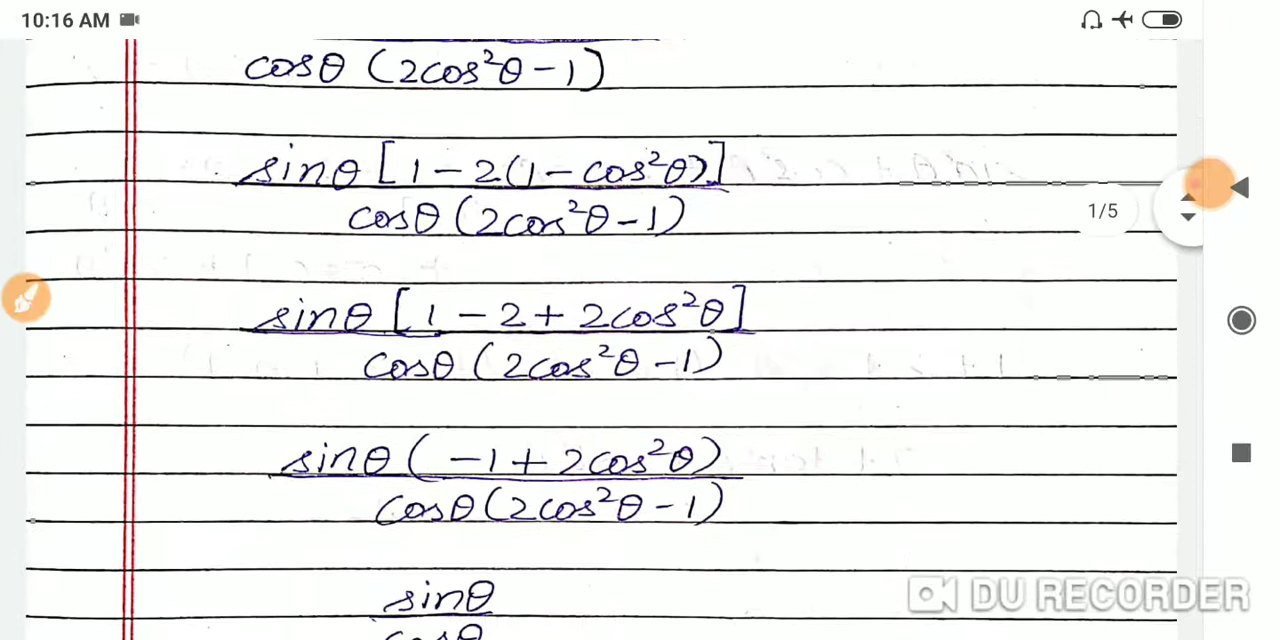 10:16 AM
cosθ (2cos²θ - 1)
sinθ [1 - 2(1 - cos²θ)]
cosθ (2cos²θ - 1)
1/5
sinθ [1 - 2 + 2cos²θ]
cosθ (2cos²θ - 1)
sinθ ( -1 + 2cos²θ)
cosθ (2cos²θ - 1)
sinθ
cosθ
DU RECORDER